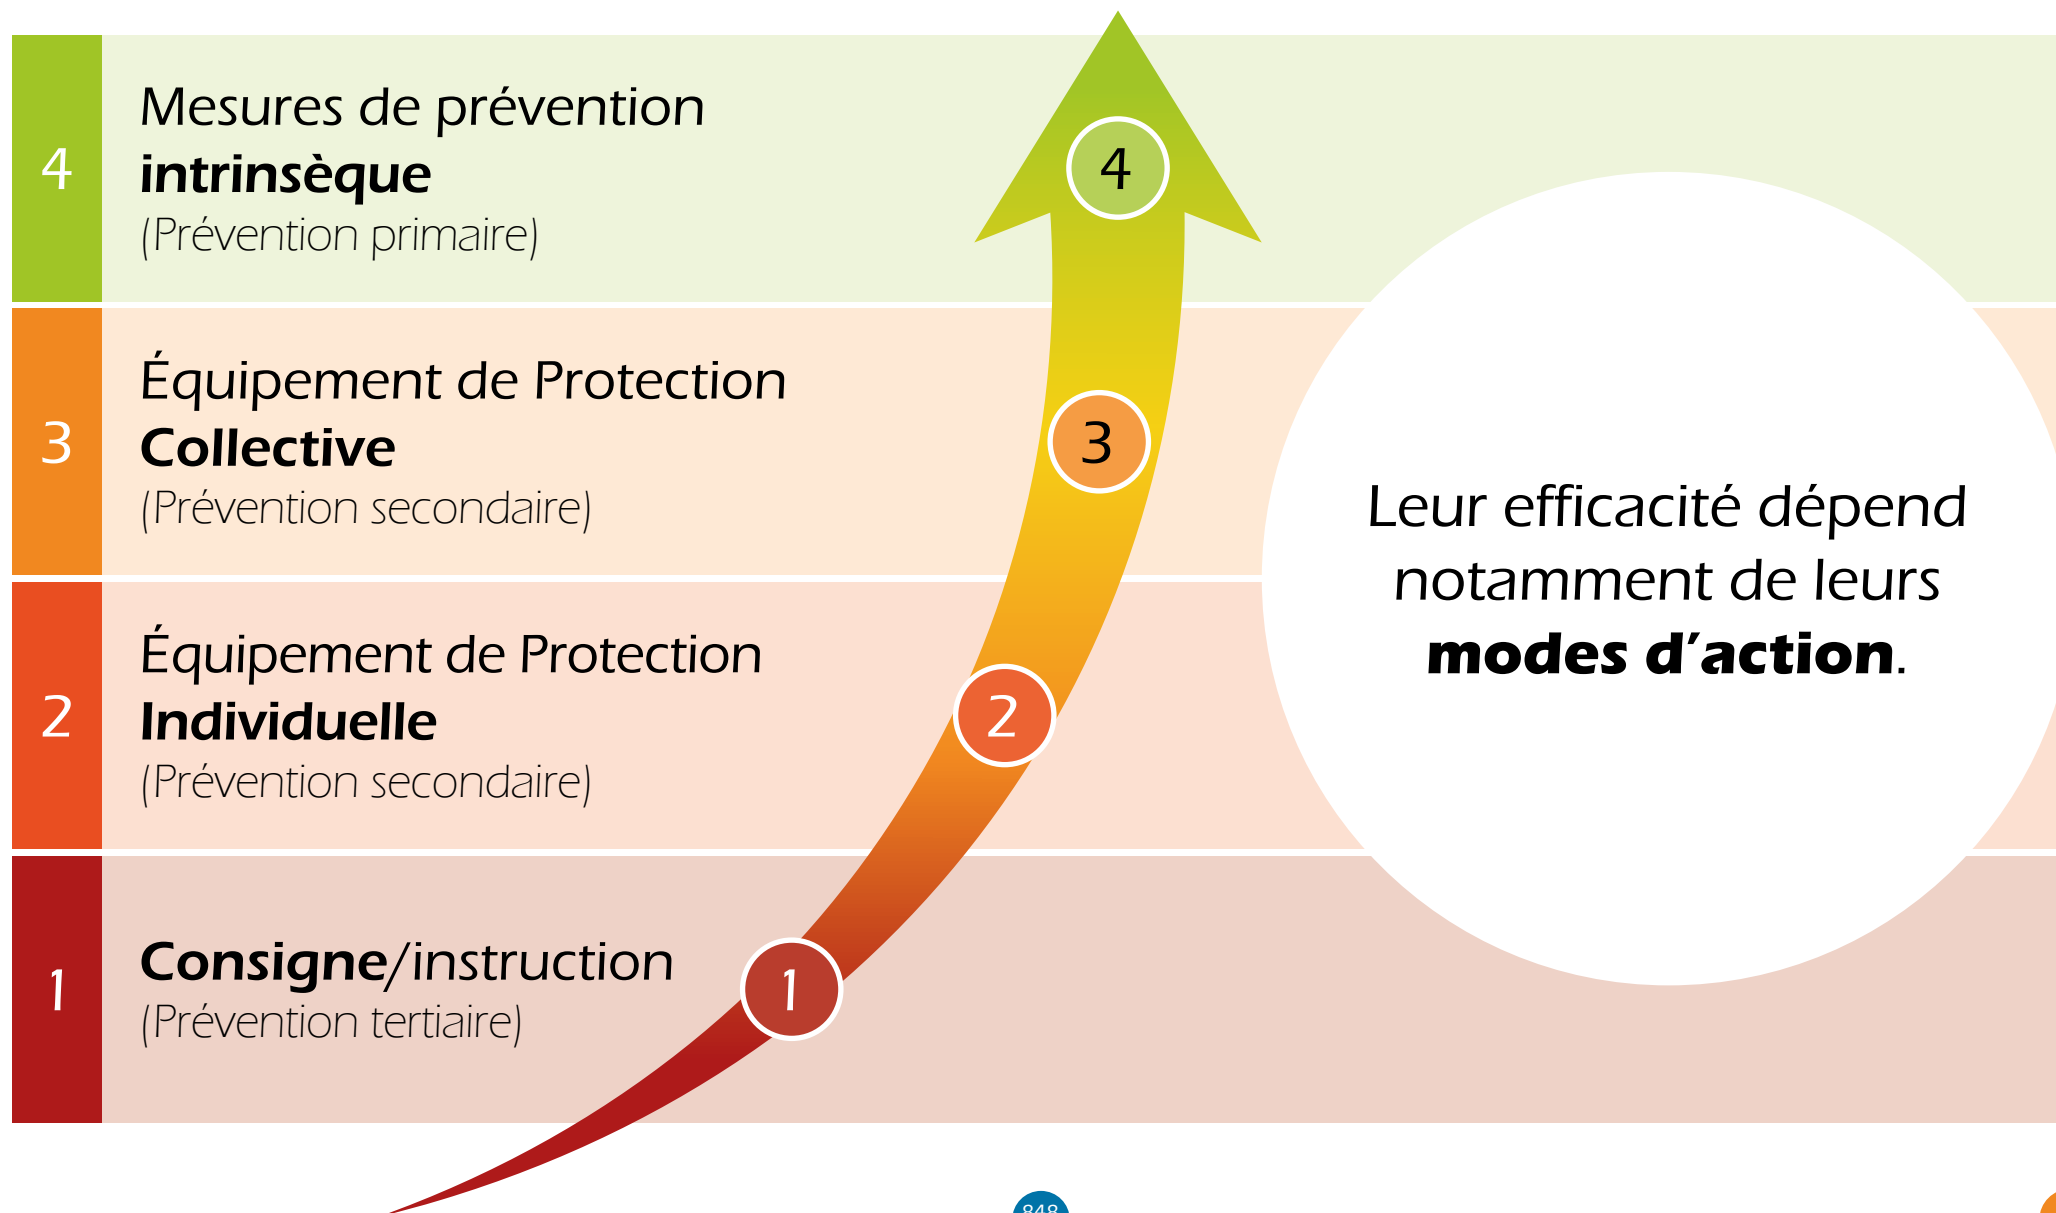 4
Mesures de prévention
intrinsèque
(Prévention primaire)
4
3
Équipement de Protection
Collective
(Prévention secondaire)
3
2
Équipement de Protection
Individuelle
(Prévention secondaire)
2
1
Consigne/instruction
(Prévention tertiaire)
1
Leur efficacité dépend
notamment de leurs
modes d’action.
848